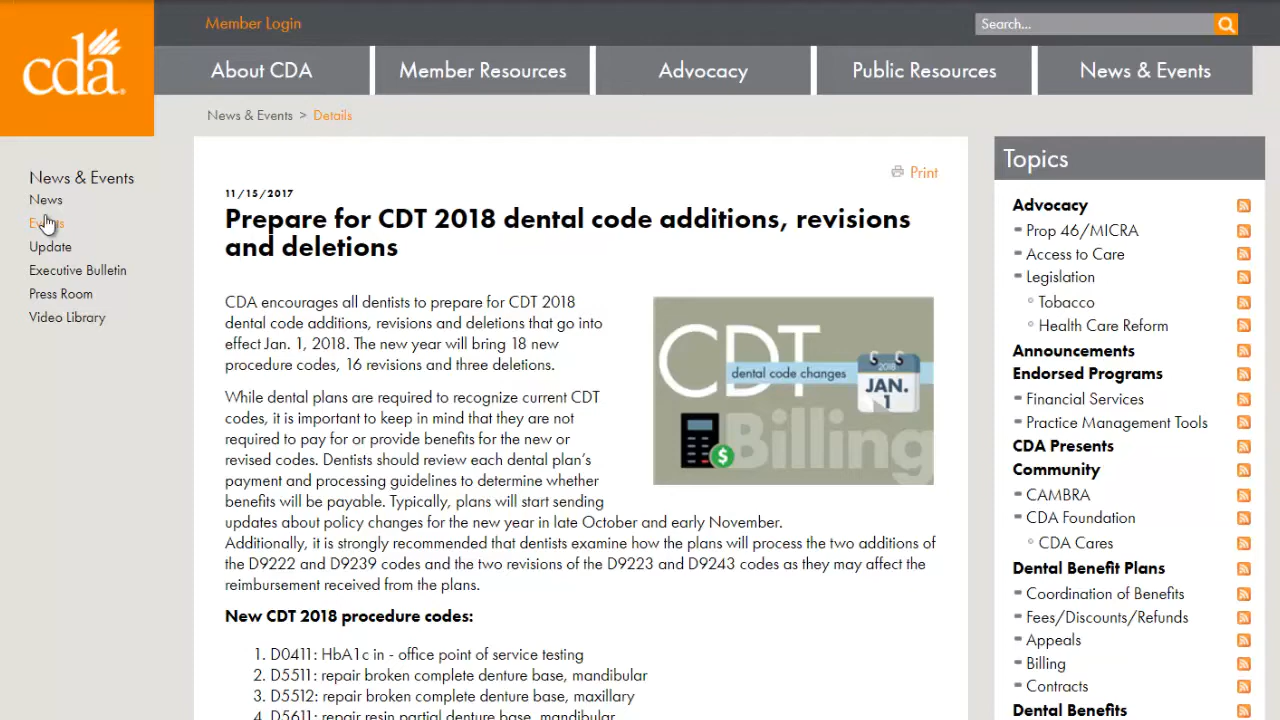 Member Login
Search...
cda
About CDA
Member Resources
Advocacy
Public Resources
News & Events
News & Events > Details
News & Events
News
Update
Executive Bulletin
Press Room
Video Library
Print
11/15/2017
Prepare for CDT 2018 dental code additions, revisions
and deletions
CDA encourages all dentists to prepare for CDT 2018
dental code additions, revisions and deletions that go into
effect Jan. 1, 2018. The new year will bring 18 new
procedure codes, 16 revisions and three deletions.
While dental plans are required to recognize current CDT
codes, it is important to keep in mind that they are not
required to pay for or provide benefits for the new or
revised codes. Dentists should review each dental plan's
payment and processing guidelines to determine whether
benefits will be payable. Typically, plans will start sending
updates about policy changes for the new year in late October and early November.
Additionally, it is strongly recommended that dentists examine how the plans will process the two additions of
the D9222 and D9239 codes and the two revisions of the D9223 and D9243 codes as they may affect the
reimbursement received from the plans.
CDT
dental code changes
2018
JAN.
1
Billing
$
New CDT 2018 procedure codes:
1. D0411: HbA1c in - office point of service testing
2. D5511: repair broken complete denture base, mandibular
3. D5512: repair broken complete denture base, maxillary
4. D5611: repair resin partial denture base, mandibular
Topics
Advocacy
Prop 46/MICRA
Access to Care
Legislation
Tobacco
Health Care Reform
Announcements
Endorsed Programs
Financial Services
Practice Management Tools
CDA Presents
Community
CAMBRA
CDA Foundation
CDA Cares
Dental Benefit Plans
Coordination of Benefits
Fees/Discounts/Refunds
Appeals
Billing
Contracts
Dental Benefits